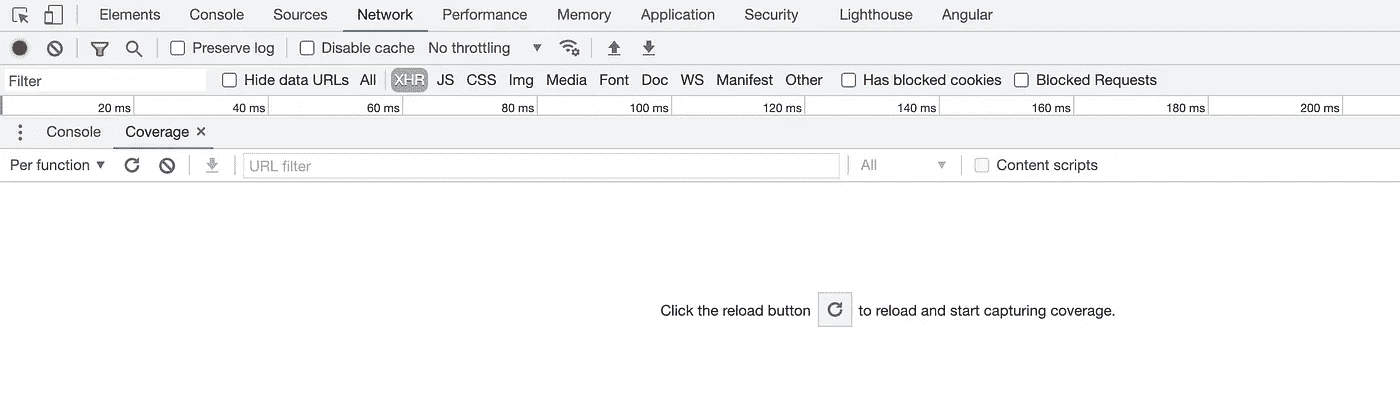 Elements Console Sources Network Performance Memory Application Security Lighthouse Angular
Preserve log Disable cache No throttling
Filter Hide data URLs All XHR JS CSS Img Media Font Doc WS Manifest Other Has blocked cookies Blocked Requests
20 ms 40 ms 60 ms 80 ms 100 ms 120 ms 140 ms 160 ms 180 ms 200 ms
Console Coverage
Per function URL filter All Content scripts
Click the reload button to reload and start capturing coverage.